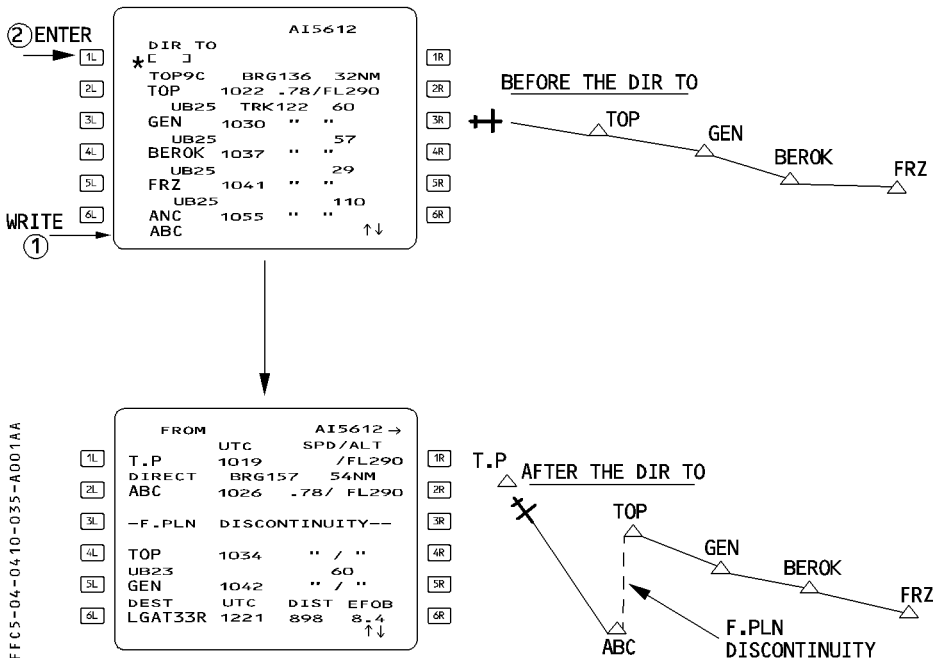 ② ENTER
AI5612
DIR TO
1L *[ ] 1R
TOP9C BRG136 32NM
2L TOP 1022 .78/FL290 2R
UB25 TRK122 60
3L GEN 1030 " " 3R
UB25 57
4L BEROK 1037 " " 4R
UB25 29
5L FRZ 1041 " " 5R
UB25 110
6L ANC 1055 " " 6R
WRITE ①
ABC ↑↓
BEFORE THE DIR TO
TOP
GEN
BEROK
FRZ
FROM AI5612→
UTC SPD/ALT
1L T.P 1019 /FL290 1R
DIRECT BRG157 54NM
2L ABC 1026 .78/ FL290 2R
3L -F.PLN DISCONTINUITY-- 3R
4L TOP 1034 " / " 4R
UB23 60
5L GEN 1042 " / " 5R
DEST UTC DIST EFOB
6L LGAT33R 1221 898 8.4 6R
↑↓
T.P
AFTER THE DIR TO
TOP
GEN
BEROK
FRZ
ABC
F.PLN
DISCONTINUITY
FFC5-04-0410-035-A001AA